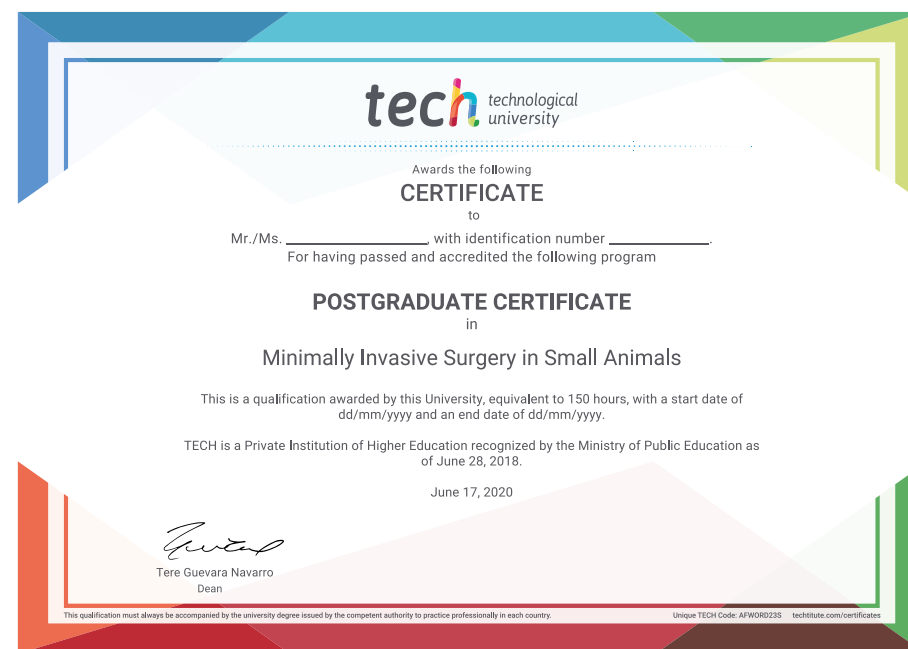 tech technological
university
Awards the following
CERTIFICATE
to
Mr./Ms. ____________________, with identification number ______________.
For having passed and accredited the following program
POSTGRADUATE CERTIFICATE
in
Minimally Invasive Surgery in Small Animals
This is a qualification awarded by this University, equivalent to 150 hours, with a start date of
dd/mm/yyyy and an end date of dd/mm/yyyy.
TECH is a Private Institution of Higher Education recognized by the Ministry of Public Education as
of June 28, 2018.
June 17, 2020
Tere Guevara Navarro
Dean
This qualification must always be accompanied by the university degree issued by the competent authority to practice professionally in each country. Unique TECH Code: AFWORD23S techtitute.com/certificates